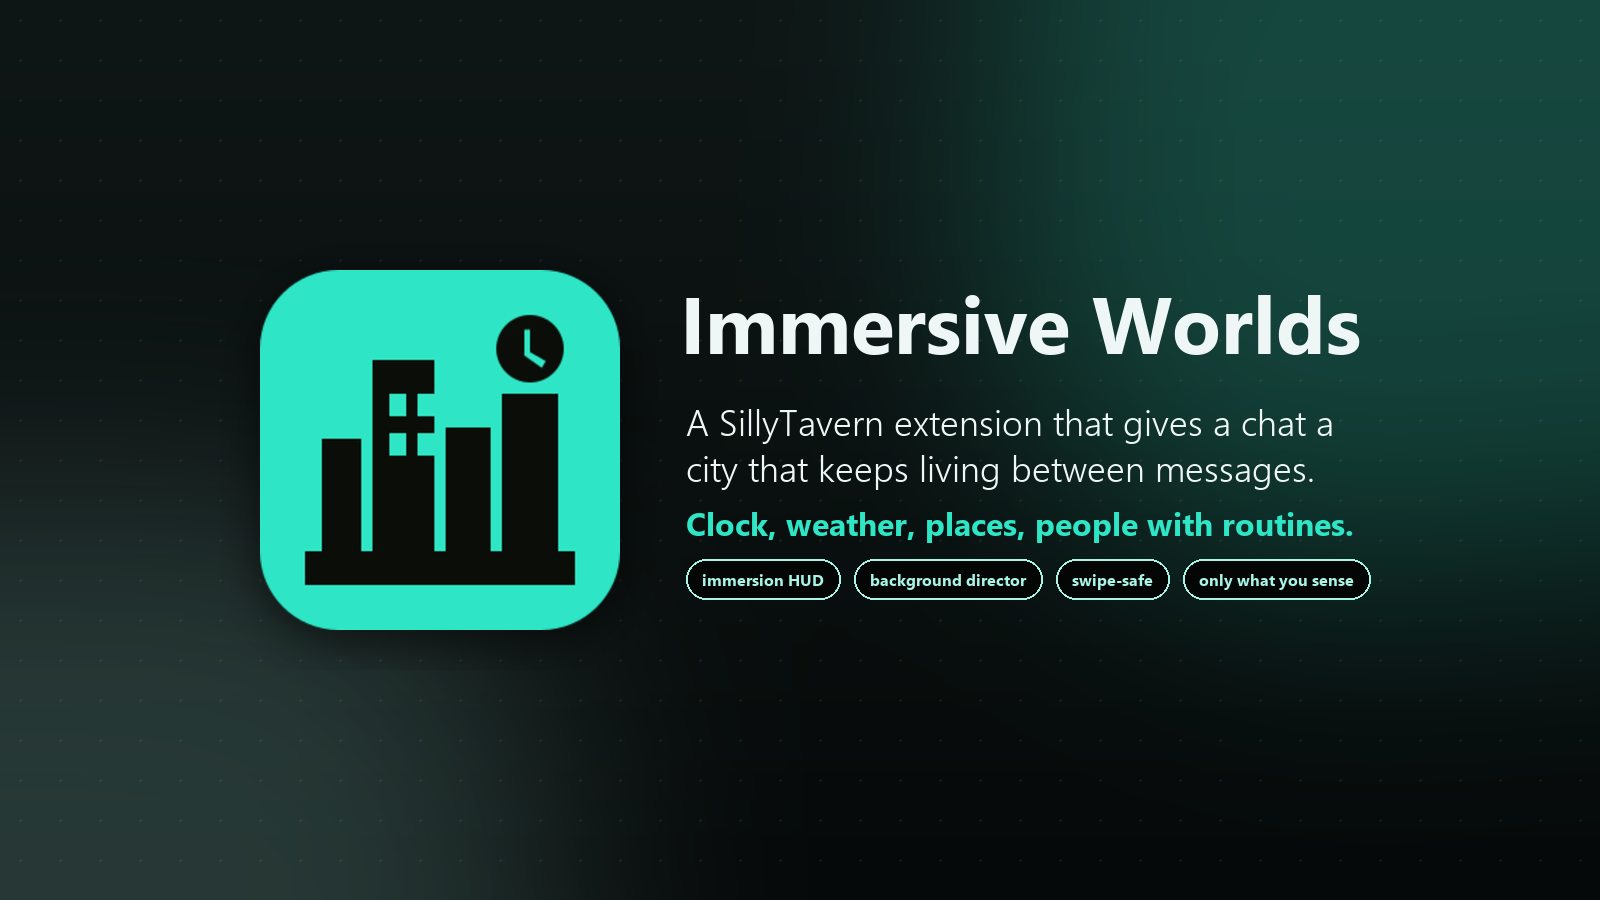 Immersive Worlds
A SillyTavern extension that gives a chat a
city that keeps living between messages.
Clock, weather, places, people with routines.
immersion HUD background director swipe-safe only what you sense